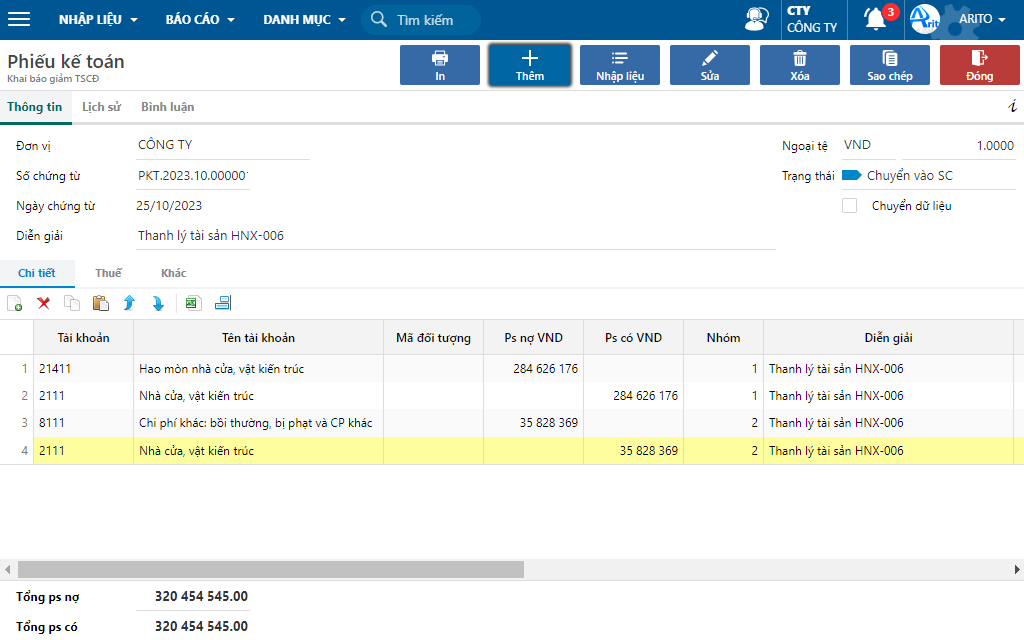 NHẬP LIỆU BÁO CÁO DANH MỤC Tìm kiếm CTY CÔNG TY 3 Arit ARITO
Phiếu kế toán
Khai báo giảm TSCĐ
In Thêm Nhập liệu Sửa Xóa Sao chép Đóng
Thông tin Lịch sử Bình luận i
Đơn vị CÔNG TY Ngoại tệ VND 1.0000
Số chứng từ PKT.2023.10.00000 Trạng thái Chuyển vào SC
Ngày chứng từ 25/10/2023 Chuyển dữ liệu
Diễn giải Thanh lý tài sản HNX-006
Chi tiết Thuế Khác
Tài khoản Tên tài khoản Mã đối tượng Ps nợ VND Ps có VND Nhóm Diễn giải
1 21411 Hao mòn nhà cửa, vật kiến trúc 284 626 176 1 Thanh lý tài sản HNX-006
2 2111 Nhà cửa, vật kiến trúc 284 626 176 1 Thanh lý tài sản HNX-006
3 8111 Chi phí khác: bồi thường, bị phạt và CP khác 35 828 369 2 Thanh lý tài sản HNX-006
4 2111 Nhà cửa, vật kiến trúc 35 828 369 2 Thanh lý tài sản HNX-006
Tổng ps nợ 320 454 545.00
Tổng ps có 320 454 545.00